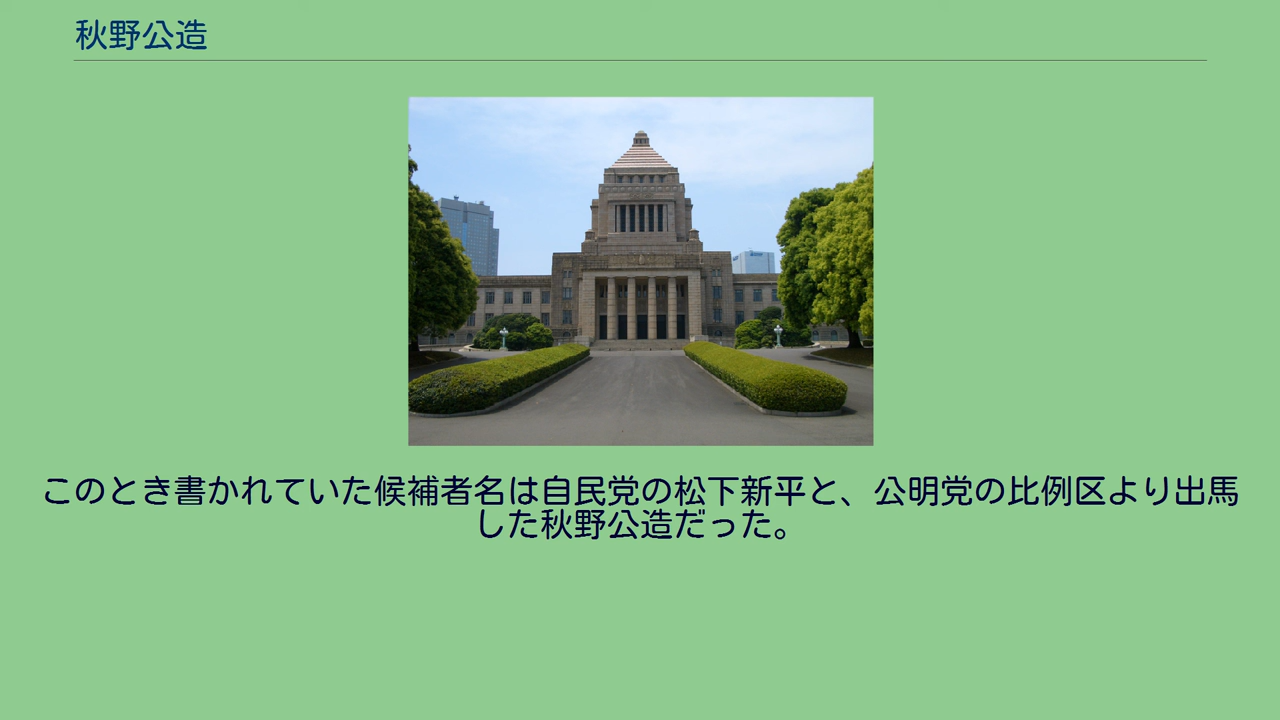 秋野公造
このとき書かれていた候補者名は自民党の松下新平と、公明党の比例区より出馬
した秋野公造だった。